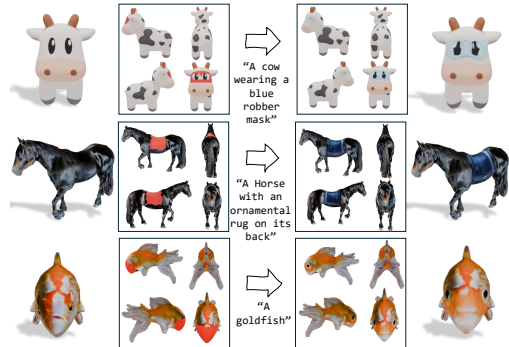 “A cow
wearing a
blue
robber
mask”
“A Horse
with an
ornamental
rug on its
back”
“A
goldfish”